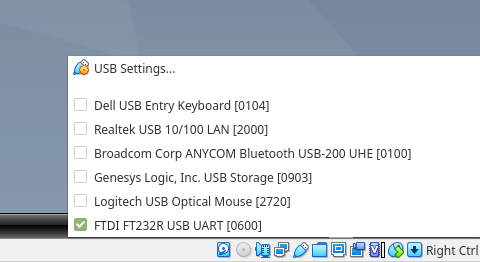 USB Settings...
Dell USB Entry Keyboard [0104]
Realtek USB 10/100 LAN [2000]
Broadcom Corp ANYCOM Bluetooth USB-200 UHE [0100]
Genesys Logic, Inc. USB Storage [0903]
Logitech USB Optical Mouse [2720]
FTDI FT232R USB UART [0600]
Right Ctrl